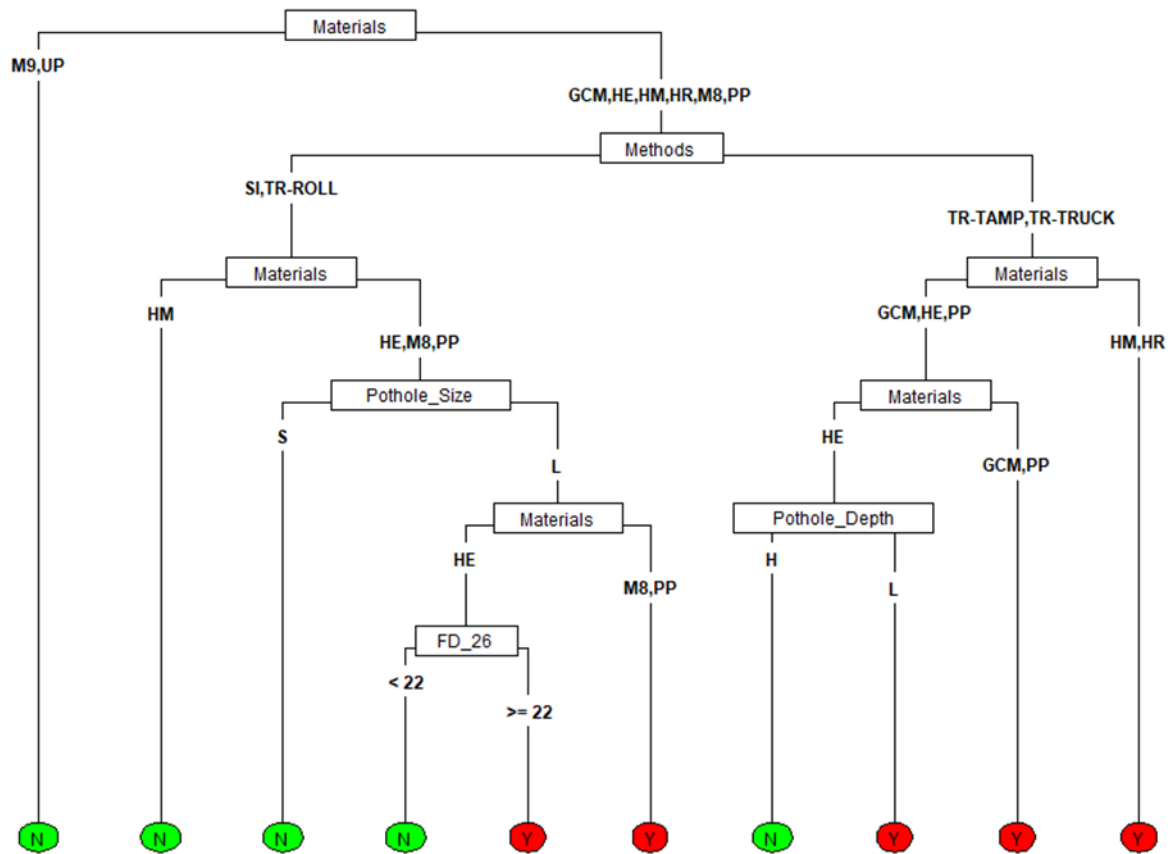 Materials
M9,UP
GCM,HE,HM,HR,M8,PP
Methods
SI,TR-ROLL
TR-TAMP,TR-TRUCK
Materials
Materials
HM
GCM,HE,PP
HE,M8,PP
HM,HR
Pothole_Size
Materials
S
HE
L
GCM,PP
Materials
Pothole_Depth
HE
H
M8,PP
L
FD_26
< 22
>= 22
N
N
N
N
Y
Y
N
Y
Y
Y